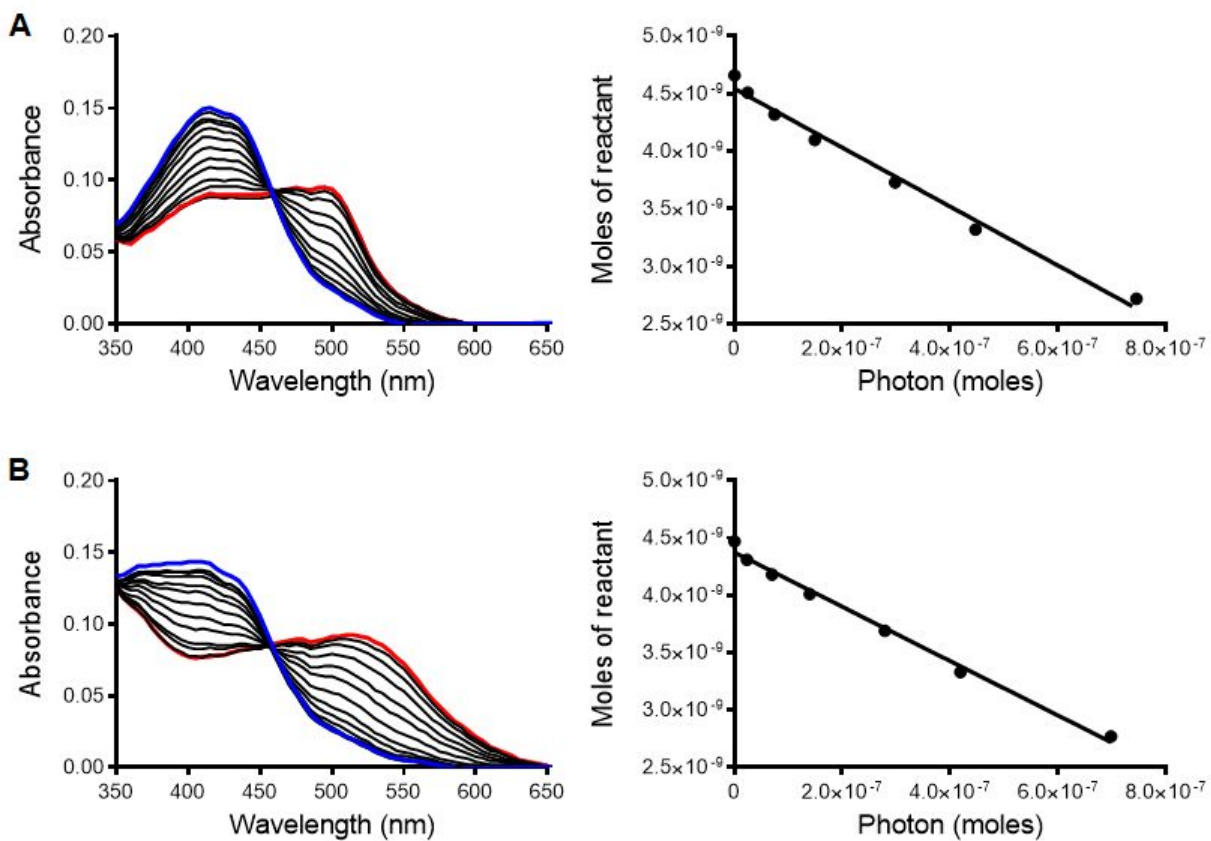 A
0.20
0.15
0.10
0.05
0.00
Absorbance
350 400 450 500 550 600 650
Wavelength (nm)
5.0×10⁻⁹
4.5×10⁻⁹
4.0×10⁻⁹
3.5×10⁻⁹
3.0×10⁻⁹
2.5×10⁻⁹
Moles of reactant
0 2.0×10⁻⁷ 4.0×10⁻⁷ 6.0×10⁻⁷ 8.0×10⁻⁷
Photon (moles)
B
0.20
0.15
0.10
0.05
0.00
Absorbance
350 400 450 500 550 600 650
Wavelength (nm)
5.0×10⁻⁹
4.5×10⁻⁹
4.0×10⁻⁹
3.5×10⁻⁹
3.0×10⁻⁹
2.5×10⁻⁹
Moles of reactant
0 2.0×10⁻⁷ 4.0×10⁻⁷ 6.0×10⁻⁷ 8.0×10⁻⁷
Photon (moles)